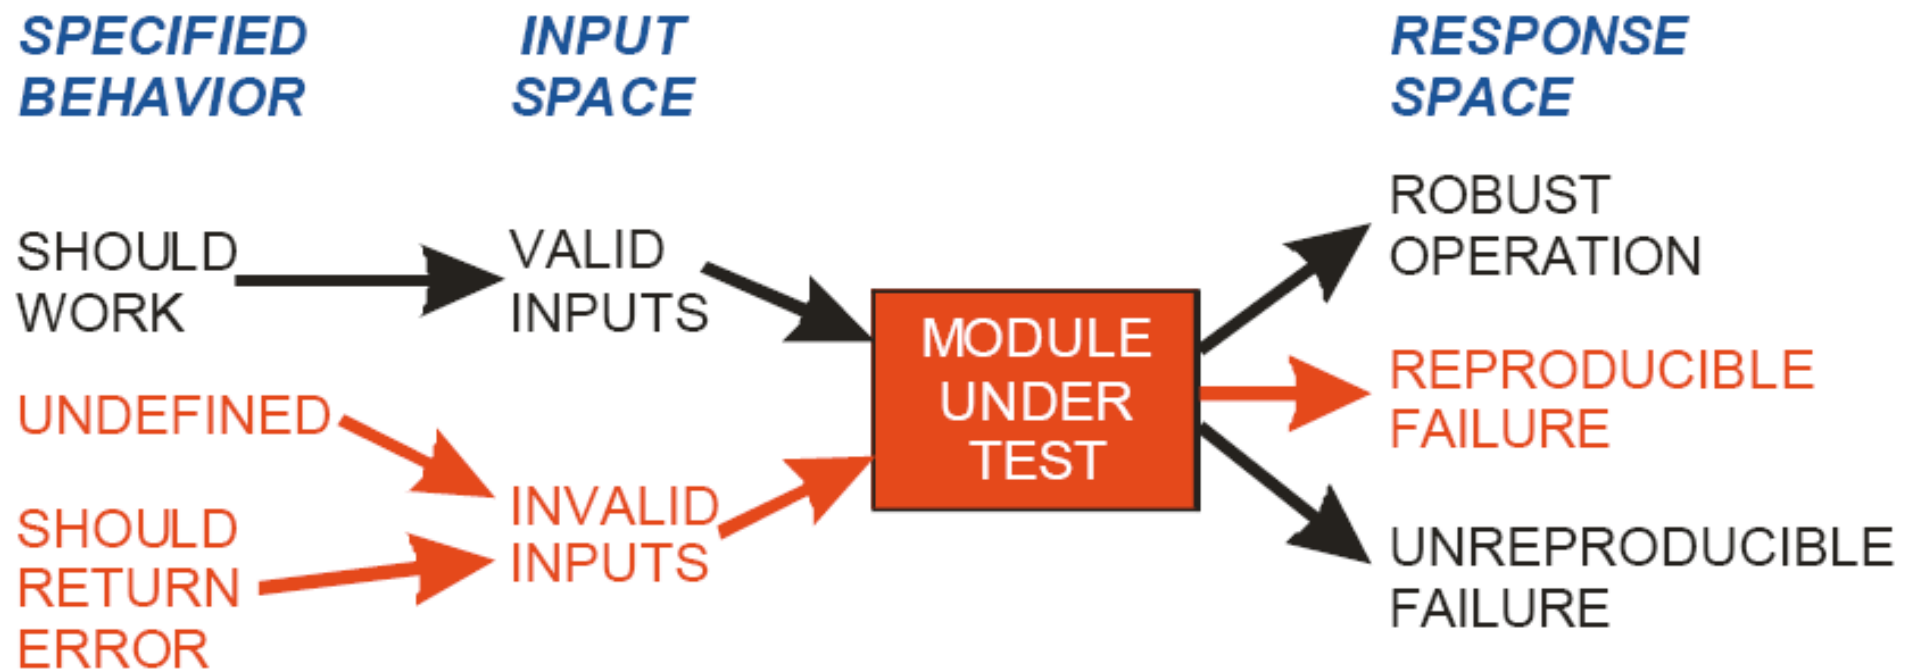 SPECIFIED
BEHAVIOR
INPUT
SPACE
RESPONSE
SPACE
SHOULD
WORK
VALID
INPUTS
UNDEFINED
SHOULD
RETURN
ERROR
INVALID
INPUTS
MODULE
UNDER
TEST
ROBUST
OPERATION
REPRODUCIBLE
FAILURE
UNREPRODUCIBLE
FAILURE